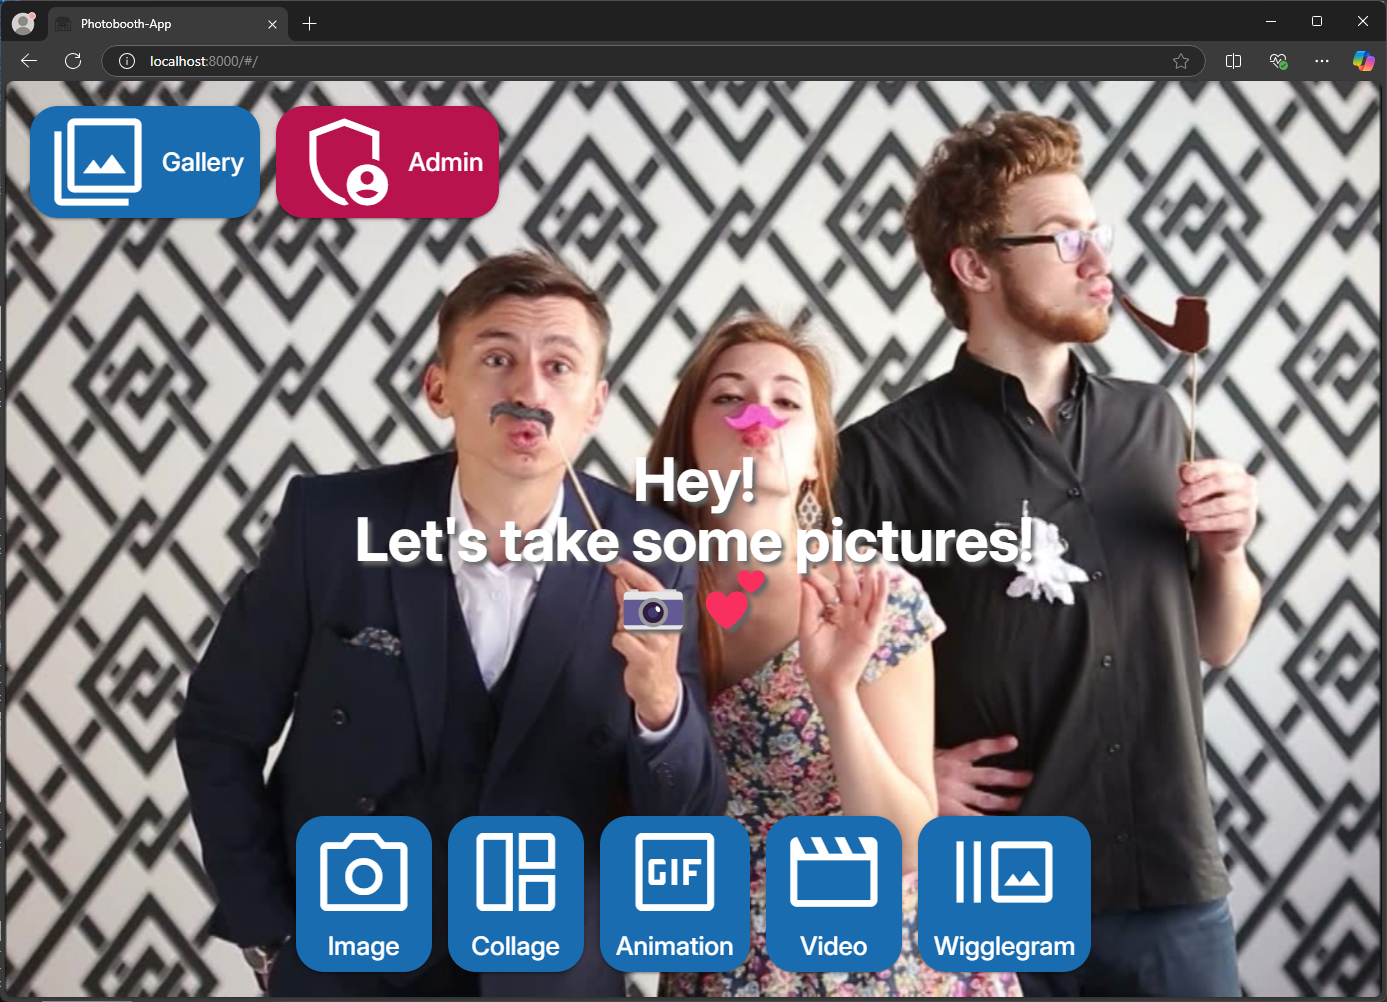 Photobooth-App
localhost:8000/#/
Gallery
Admin
Hey!
Let's take some pictures!
GIF
Image
Collage
Animation
Video
Wigglegram